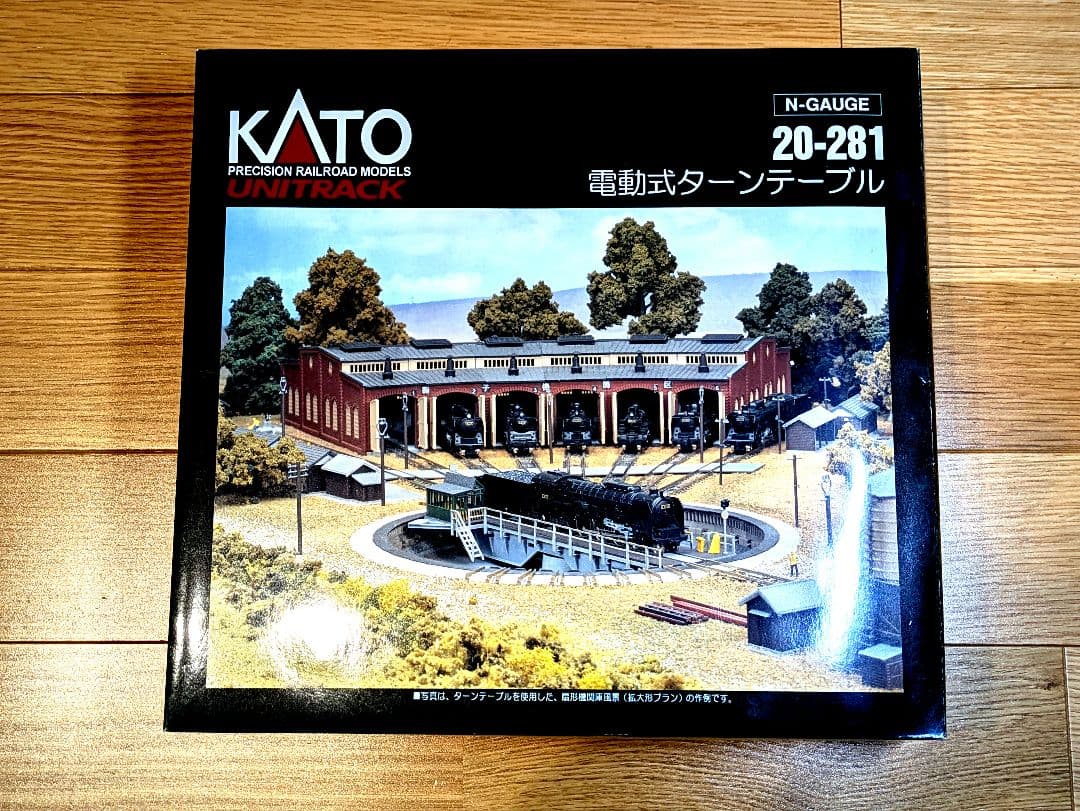 KATO
PRECISION RAILROAD MODELS
UNITRACK
N-GAUGE
20-281
電動式ターンテーブル
■写真は、ターンテーブルを使用した、扇形機関庫風景（拡大形プラン）の作例です。